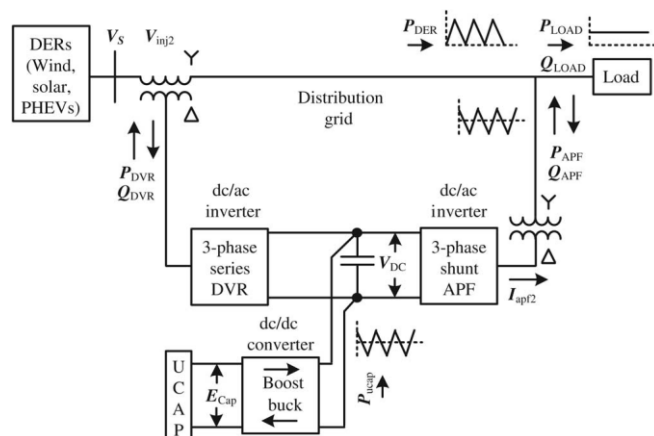 DERs
(Wind,
solar,
PHEVs)
V_S
V_inj2
P_DER
P_LOAD
Q_LOAD
Load
Distribution
grid
P_DVR
Q_DVR
P_APF
Q_APF
dc/ac
inverter
3-phase
series
DVR
V_DC
dc/ac
inverter
3-phase
shunt
APF
I_apf2
dc/dc
converter
UCAP
E_Cap
Boost
buck
P_ucap